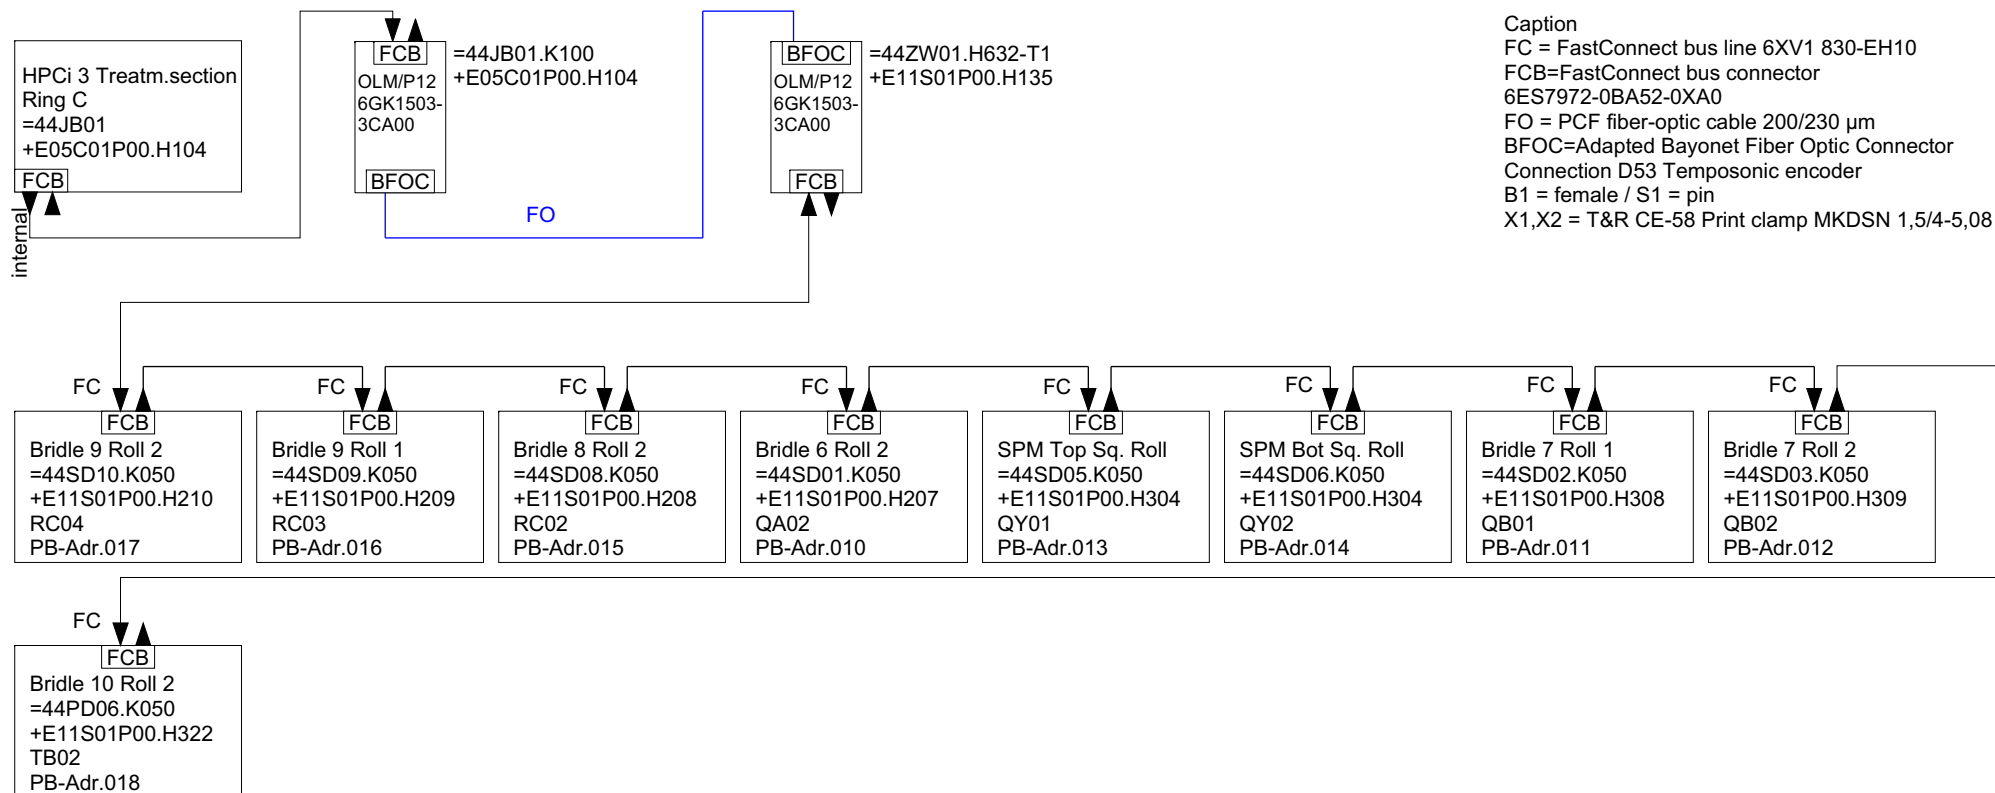 HPCi 3 Treatm.section
Ring C
=44JB01
+E05C01P00.H104
FCB
internal
FCB
OLM/P12
6GK1503-
3CA00
BFOC
=44JB01.K100
+E05C01P00.H104
FO
BFOC
OLM/P12
6GK1503-
3CA00
FCB
=44ZW01.H632-T1
+E11S01P00.H135
Caption
FC = FastConnect bus line 6XV1 830-EH10
FCB=FastConnect bus connector
6ES7972-0BA52-0XA0
FO = PCF fiber-optic cable 200/230 µm
BFOC=Adapted Bayonet Fiber Optic Connector
Connection D53 Temposonic encoder
B1 = female / S1 = pin
X1,X2 = T&R CE-58 Print clamp MKDSN 1,5/4-5,08
FC
FCB
Bridle 9 Roll 2
=44SD10.K050
+E11S01P00.H210
RC04
PB-Adr.017
FC
FCB
Bridle 9 Roll 1
=44SD09.K050
+E11S01P00.H209
RC03
PB-Adr.016
FC
FCB
Bridle 8 Roll 2
=44SD08.K050
+E11S01P00.H208
RC02
PB-Adr.015
FC
FCB
Bridle 6 Roll 2
=44SD01.K050
+E11S01P00.H207
QA02
PB-Adr.010
FC
FCB
SPM Top Sq. Roll
=44SD05.K050
+E11S01P00.H304
QY01
PB-Adr.013
FC
FCB
SPM Bot Sq. Roll
=44SD06.K050
+E11S01P00.H304
QY02
PB-Adr.014
FC
FCB
Bridle 7 Roll 1
=44SD02.K050
+E11S01P00.H308
QB01
PB-Adr.011
FC
FCB
Bridle 7 Roll 2
=44SD03.K050
+E11S01P00.H309
QB02
PB-Adr.012
FC
FCB
Bridle 10 Roll 2
=44PD06.K050
+E11S01P00.H322
TB02
PB-Adr.018